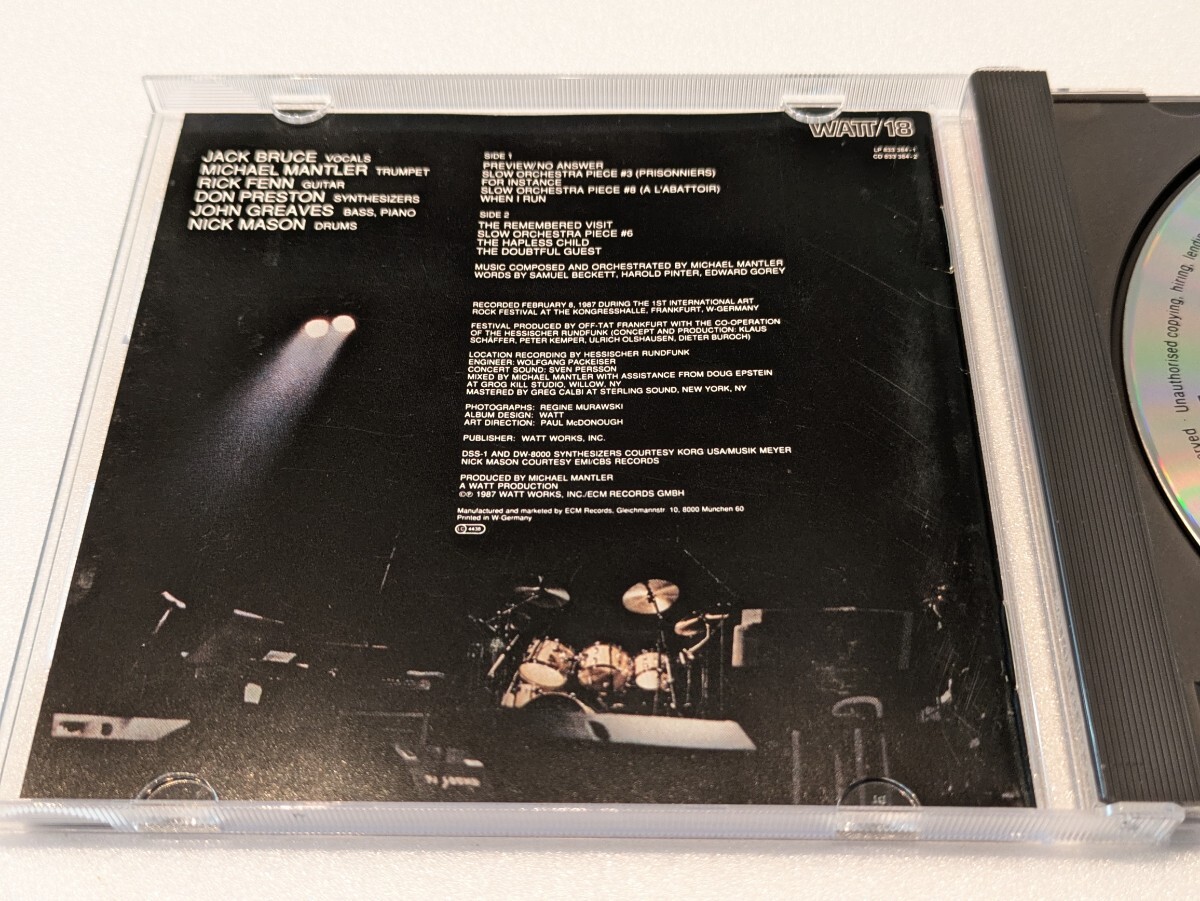 WATT/18
LP 833 384-1
CD 833 384-2
JACK BRUCE VOCALS
MICHAEL MANTLER TRUMPET
RICK FENN GUITAR
DON PRESTON SYNTHESIZERS
JOHN GREAVES BASS, PIANO
NICK MASON DRUMS
SIDE 1
PREVIEW/NO ANSWER
SLOW ORCHESTRA PIECE #3 (PRISONNIERS)
FOR INSTANCE
SLOW ORCHESTRA PIECE #8 (A L'ABATTOIR)
WHEN I RUN
SIDE 2
THE REMEMBERED VISIT
SLOW ORCHESTRA PIECE #6
THE HAPLESS CHILD
THE DOUBTFUL GUEST
MUSIC COMPOSED AND ORCHESTRATED BY MICHAEL MANTLER
WORDS BY SAMUEL BECKETT, HAROLD PINTER, EDWARD GOREY
RECORDED FEBRUARY 8, 1987 DURING THE 1ST INTERNATIONAL ART
ROCK FESTIVAL AT THE KONGRESSHALLE, FRANKFURT, W-GERMANY
FESTIVAL PRODUCED BY OFF-TAT FRANKFURT WITH THE CO-OPERATION
OF THE HESSISCHER RUNDFUNK (CONCEPT AND PRODUCTION: KLAUS
SCHÄFFER, PETER KEMPER, ULRICH OLSHAUSEN, DIETER BUROCH)
LOCATION RECORDING BY HESSISCHER RUNDFUNK
ENGINEER: WOLFGANG PACKEISER
CONCERT SOUND: SVEN PERSSON
MIXED BY MICHAEL MANTLER WITH ASSISTANCE FROM DOUG EPSTEIN
AT GROG KILL STUDIO, WILLOW, NY
MASTERED BY GREG CALBI AT STERLING SOUND, NEW YORK, NY
PHOTOGRAPHS: REGINE MURAWSKI
ALBUM DESIGN: WATT
ART DIRECTION: PAUL McDONOUGH
PUBLISHER: WATT WORKS, INC.
DSS-1 AND DW-8000 SYNTHESIZERS COURTESY KORG USA/MUSIK MEYER
NICK MASON COURTESY EMI/CBS RECORDS
PRODUCED BY MICHAEL MANTLER
A WATT PRODUCTION
©℗ 1987 WATT WORKS, INC./ECM RECORDS GMBH
Manufactured and marketed by ECM Records, Gleichmannstr. 10, 8000 München 60
Printed in W-Germany
LC 4438
Unauthorised copying, hiring,